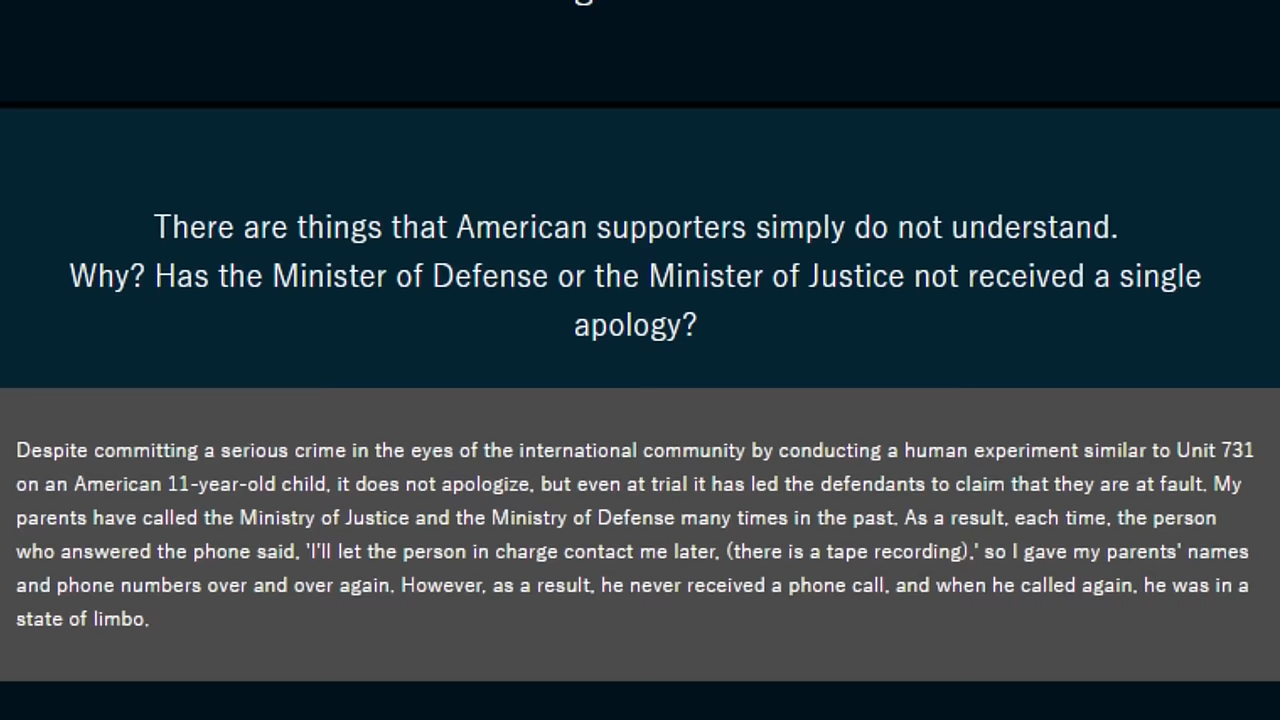 There are things that American supporters simply do not understand.
Why? Has the Minister of Defense or the Minister of Justice not received a single
apology?
Despite committing a serious crime in the eyes of the international community by conducting a human experiment similar to Unit 731
on an American 11-year-old child, it does not apologize, but even at trial it has led the defendants to claim that they are at fault. My
parents have called the Ministry of Justice and the Ministry of Defense many times in the past. As a result, each time, the person
who answered the phone said, 'I'll let the person in charge contact me later, (there is a tape recording),' so I gave my parents' names
and phone numbers over and over again. However, as a result, he never received a phone call, and when he called again, he was in a
state of limbo.